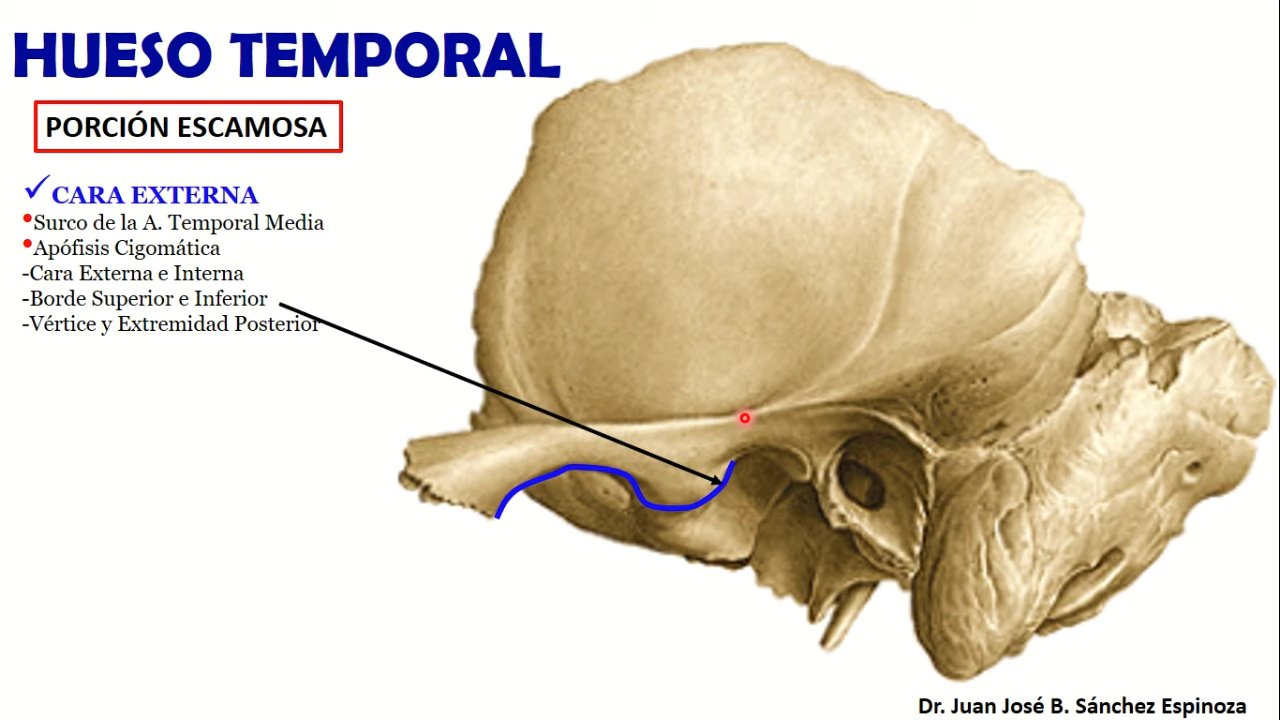 HUESO TEMPORAL
PORCIÓN ESCAMOSA
✓CARA EXTERNA
•Surco de la A. Temporal Media
•Apófisis Cigomática
-Cara Externa e Interna
-Borde Superior e Inferior
-Vértice y Extremidad Posterior
Dr. Juan José B. Sánchez Espinoza